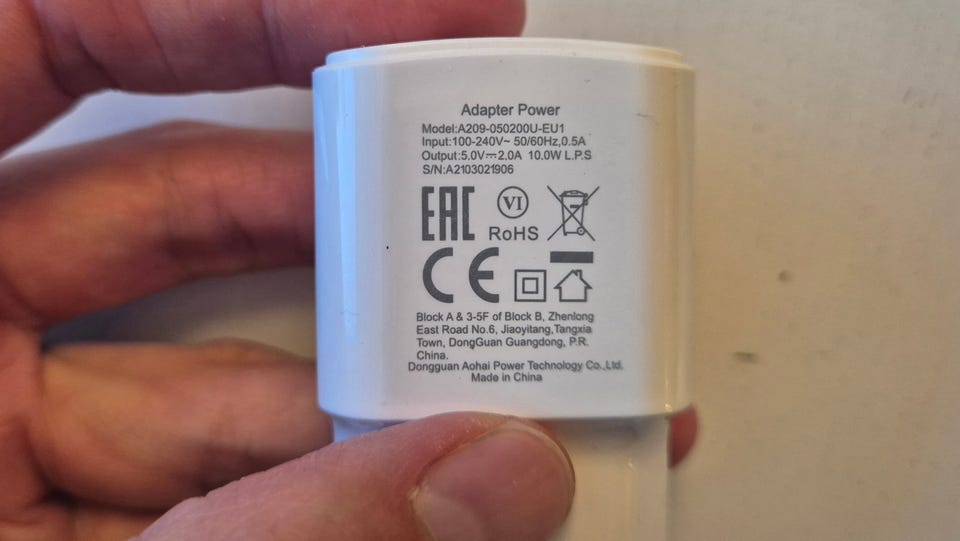 Adapter Power
Model:A209-050200U-EU1
Input:100-240V~ 50/60Hz,0.5A
Output:5.0V⎓2.0A 10.0W L.P.S
S/N:A2103021906
EAC VI
RoHS
CE
Block A & 3-5F of Block B, Zhenlong
East Road No.6, Jiaoyitang,Tangxia
Town, DongGuan Guangdong, P.R.
China.
Dongguan Aohai Power Technology Co.,Ltd.
Made in China